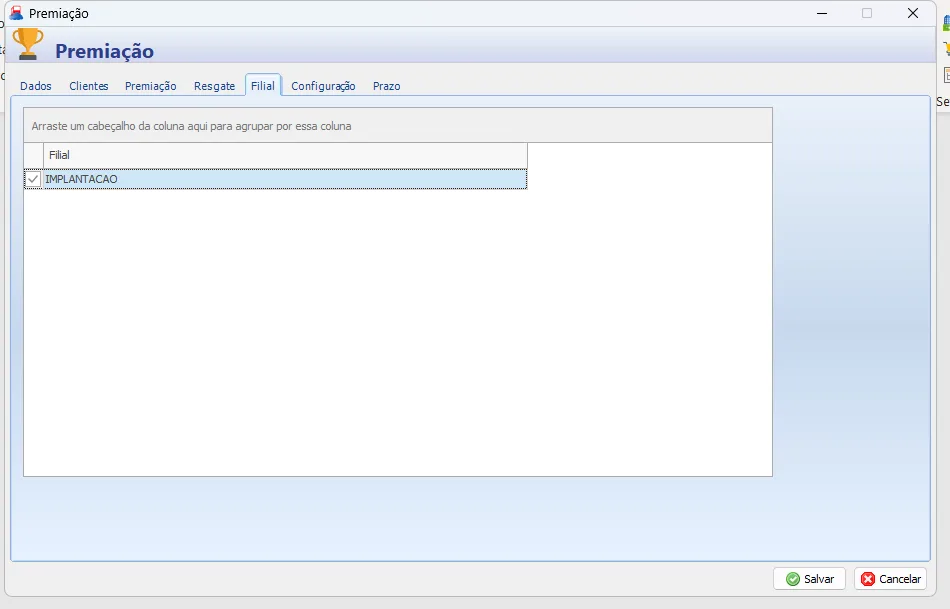 Premiação
Premiação
Dados Clientes Premiação Resgate Filial Configuração Prazo
Arraste um cabeçalho da coluna aqui para agrupar por essa coluna
Filial
IMPLANTACAO
Salvar Cancelar